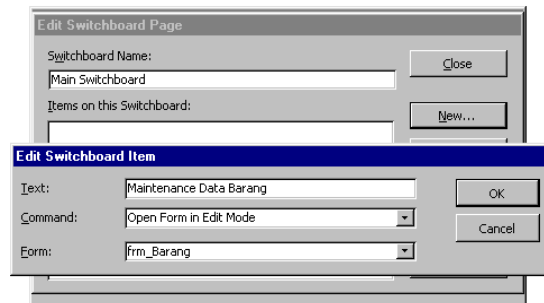 Edit Switchboard Page
Switchboard Name:
Close
Main Switchboard
Items on this Switchboard:
New...
Edit Switchboard Item
Text:
Maintenance Data Barang
OK
Command:
Open Form in Edit Mode
Cancel
Form:
frm_Barang